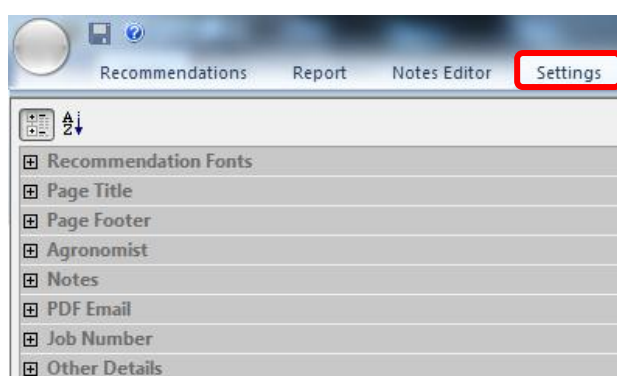 Recommendations Report Notes Editor Settings
Recommendation Fonts
Page Title
Page Footer
Agronomist
Notes
PDF Email
Job Number
Other Details